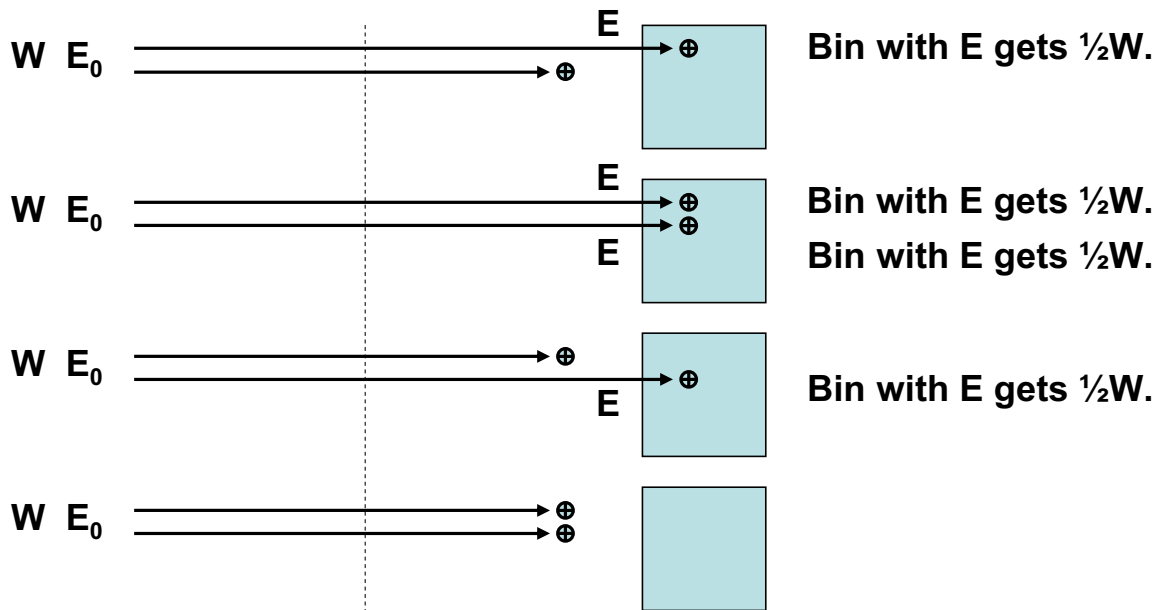 E
W E₀ Bin with E gets ½W.
E
W E₀ Bin with E gets ½W.
E Bin with E gets ½W.
W E₀
E Bin with E gets ½W.
W E₀